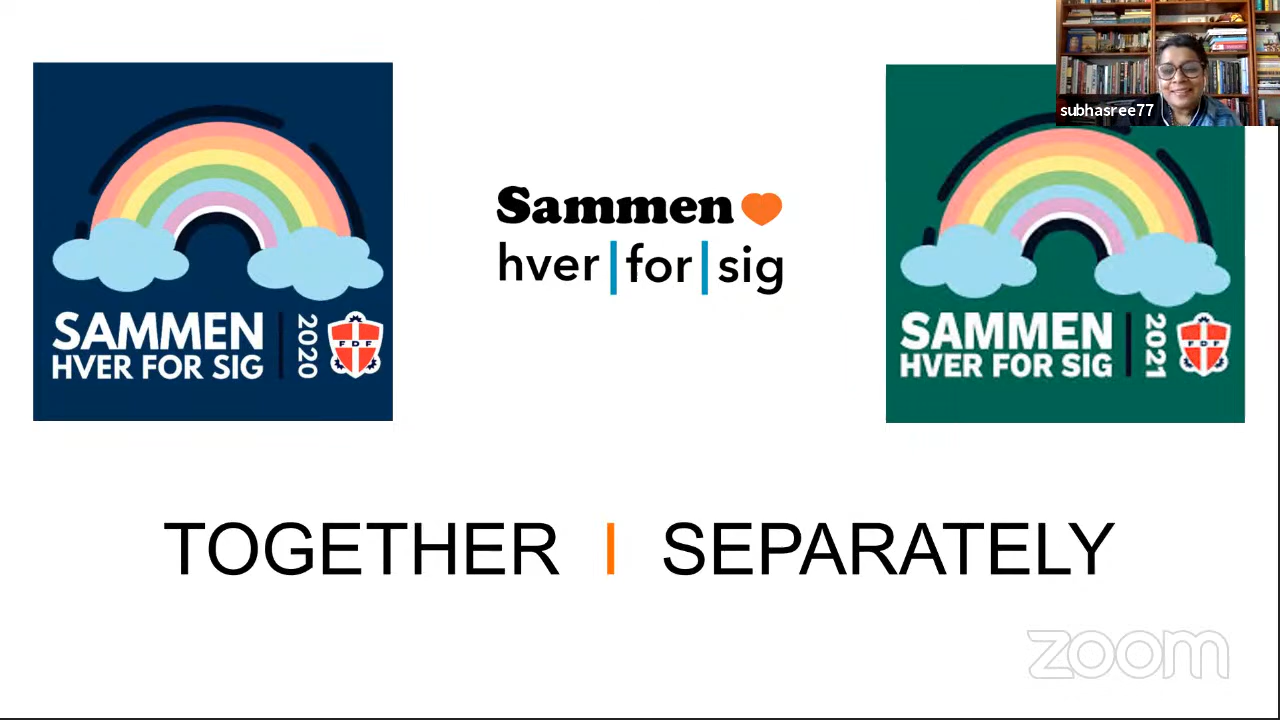 subhasree77
SAMMEN
HVER FOR SIG
2020
FDF
Sammen
hver|for|sig
SAMMEN
HVER FOR SIG
2021
FDF
TOGETHER | SEPARATELY
zoom